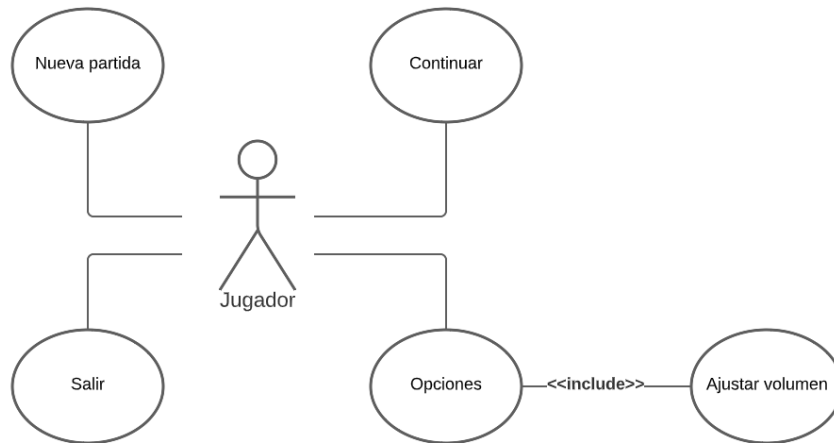 Nueva partida
Continuar
Jugador
Salir
Opciones
<<include>>
Ajustar volumen